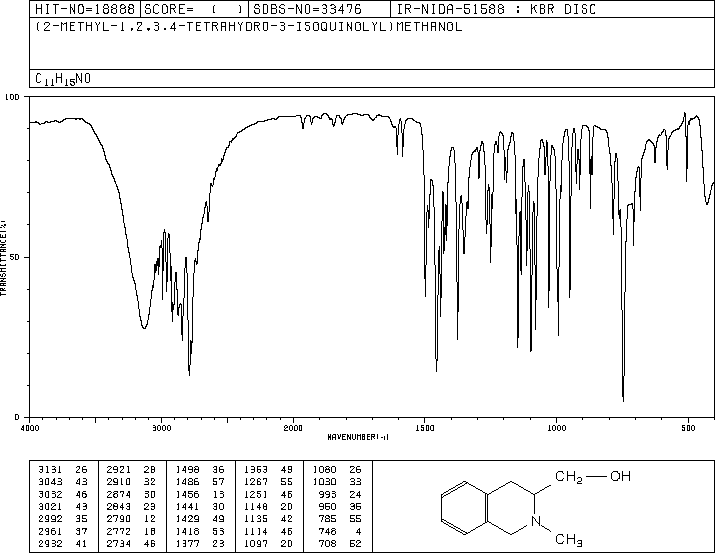 HIT-NO=18888 SCORE= ( ) SDBS-NO=33476 IR-NIDA-51588 : KBR DISC
(2-METHYL-1,2,3,4-TETRAHYDRO-3-ISOQUINOLYL)METHANOL
C11H15NO
100
50
0
TRANSMITTANCE(%)
4000 3000 2000 1500 1000 500
WAVENUMBER(-1)
3131 26 2921 28 1498 36 1353 49 1080 26
3043 43 2910 32 1486 57 1267 55 1030 33
3032 46 2874 30 1456 13 1251 46 993 24
3021 43 2843 23 1441 30 1148 20 950 36
2992 35 2790 12 1429 49 1135 42 785 55
2961 37 2772 18 1418 53 1114 46 748 4
2932 41 2734 46 1377 23 1097 20 708 52
CH2 OH
N
CH3